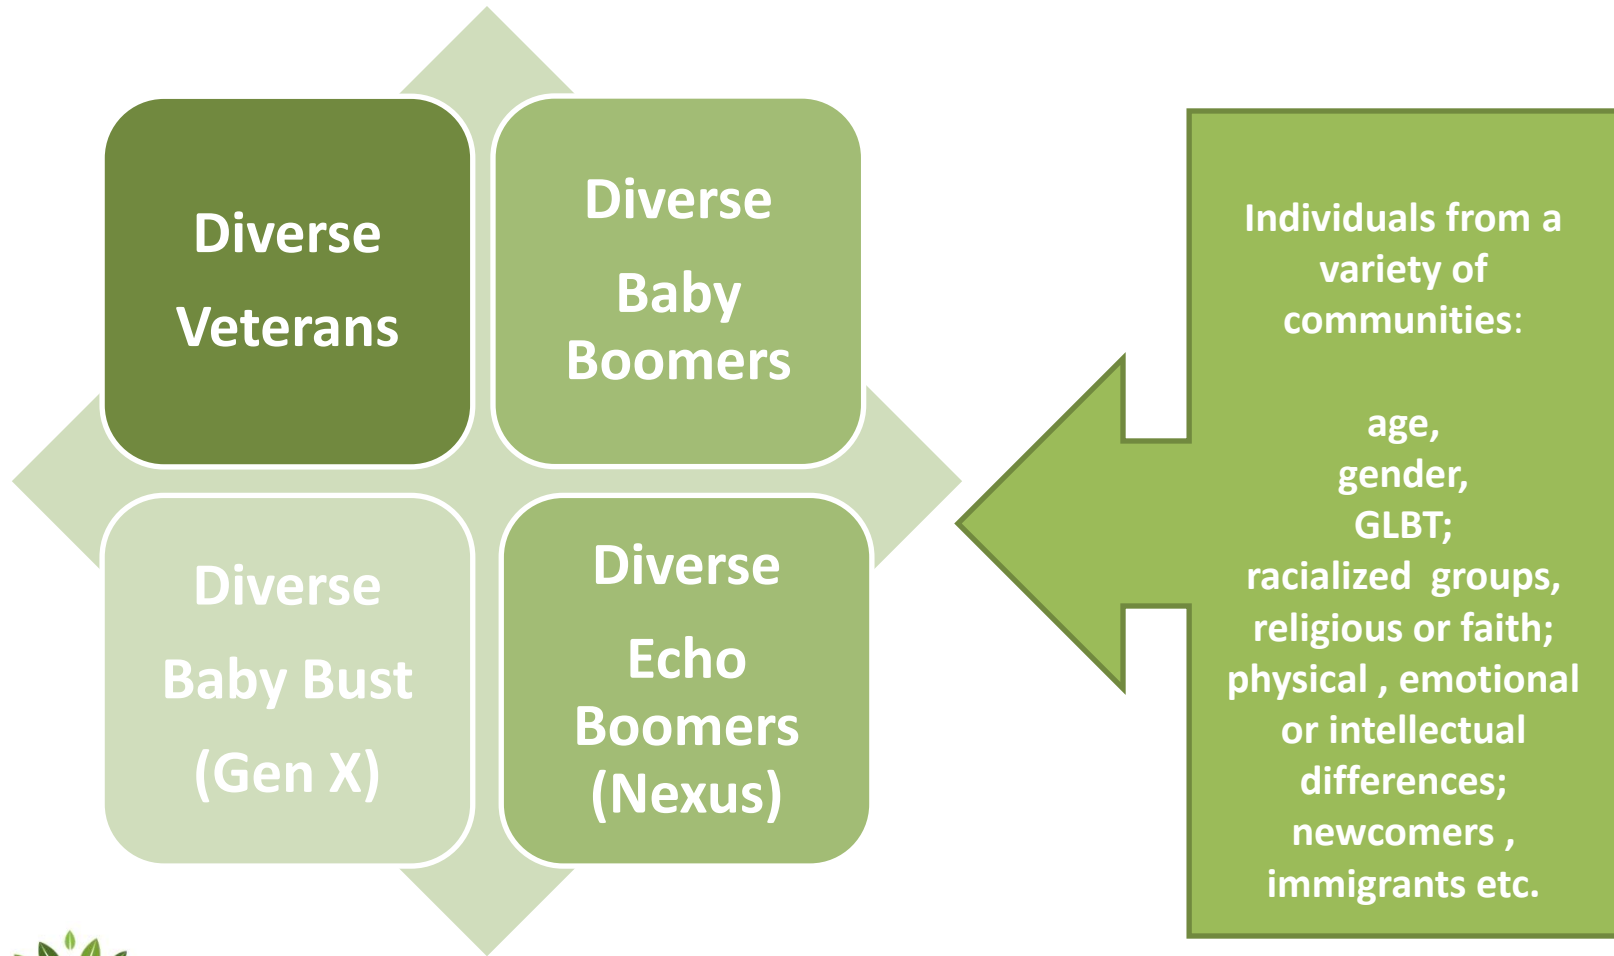 Diverse
Veterans
Diverse
Baby
Boomers
Diverse
Baby Bust
(Gen X)
Diverse
Echo
Boomers
(Nexus)
Individuals from a
variety of
communities:
age,
gender,
GLBT;
racialized  groups,
religious or faith;
physical , emotional
or intellectual
differences;
newcomers ,
immigrants etc.